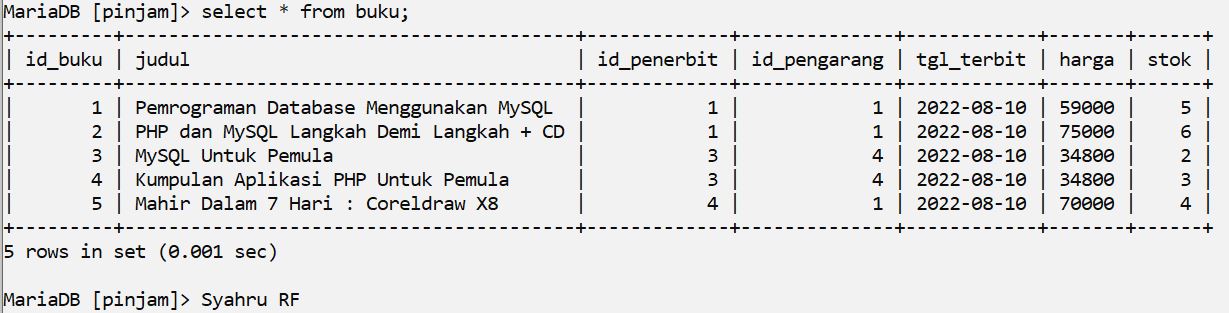 MariaDB [pinjam]> select * from buku;
+---------+-----------------------------------------+-------------+--------------+------------+-------+------+
| id_buku | judul                                   | id_penerbit | id_pengarang | tgl_terbit | harga | stok |
+---------+-----------------------------------------+-------------+--------------+------------+-------+------+
|       1 | Pemrograman Database Menggunakan MySQL  |           1 |            1 | 2022-08-10 | 59000 |    5 |
|       2 | PHP dan MySQL Langkah Demi Langkah + CD |           1 |            1 | 2022-08-10 | 75000 |    6 |
|       3 | MySQL Untuk Pemula                      |           3 |            4 | 2022-08-10 | 34800 |    2 |
|       4 | Kumpulan Aplikasi PHP Untuk Pemula      |           3 |            4 | 2022-08-10 | 34800 |    3 |
|       5 | Mahir Dalam 7 Hari : Coreldraw X8       |           4 |            1 | 2022-08-10 | 70000 |    4 |
+---------+-----------------------------------------+-------------+--------------+------------+-------+------+
5 rows in set (0.001 sec)
MariaDB [pinjam]> Syahru RF